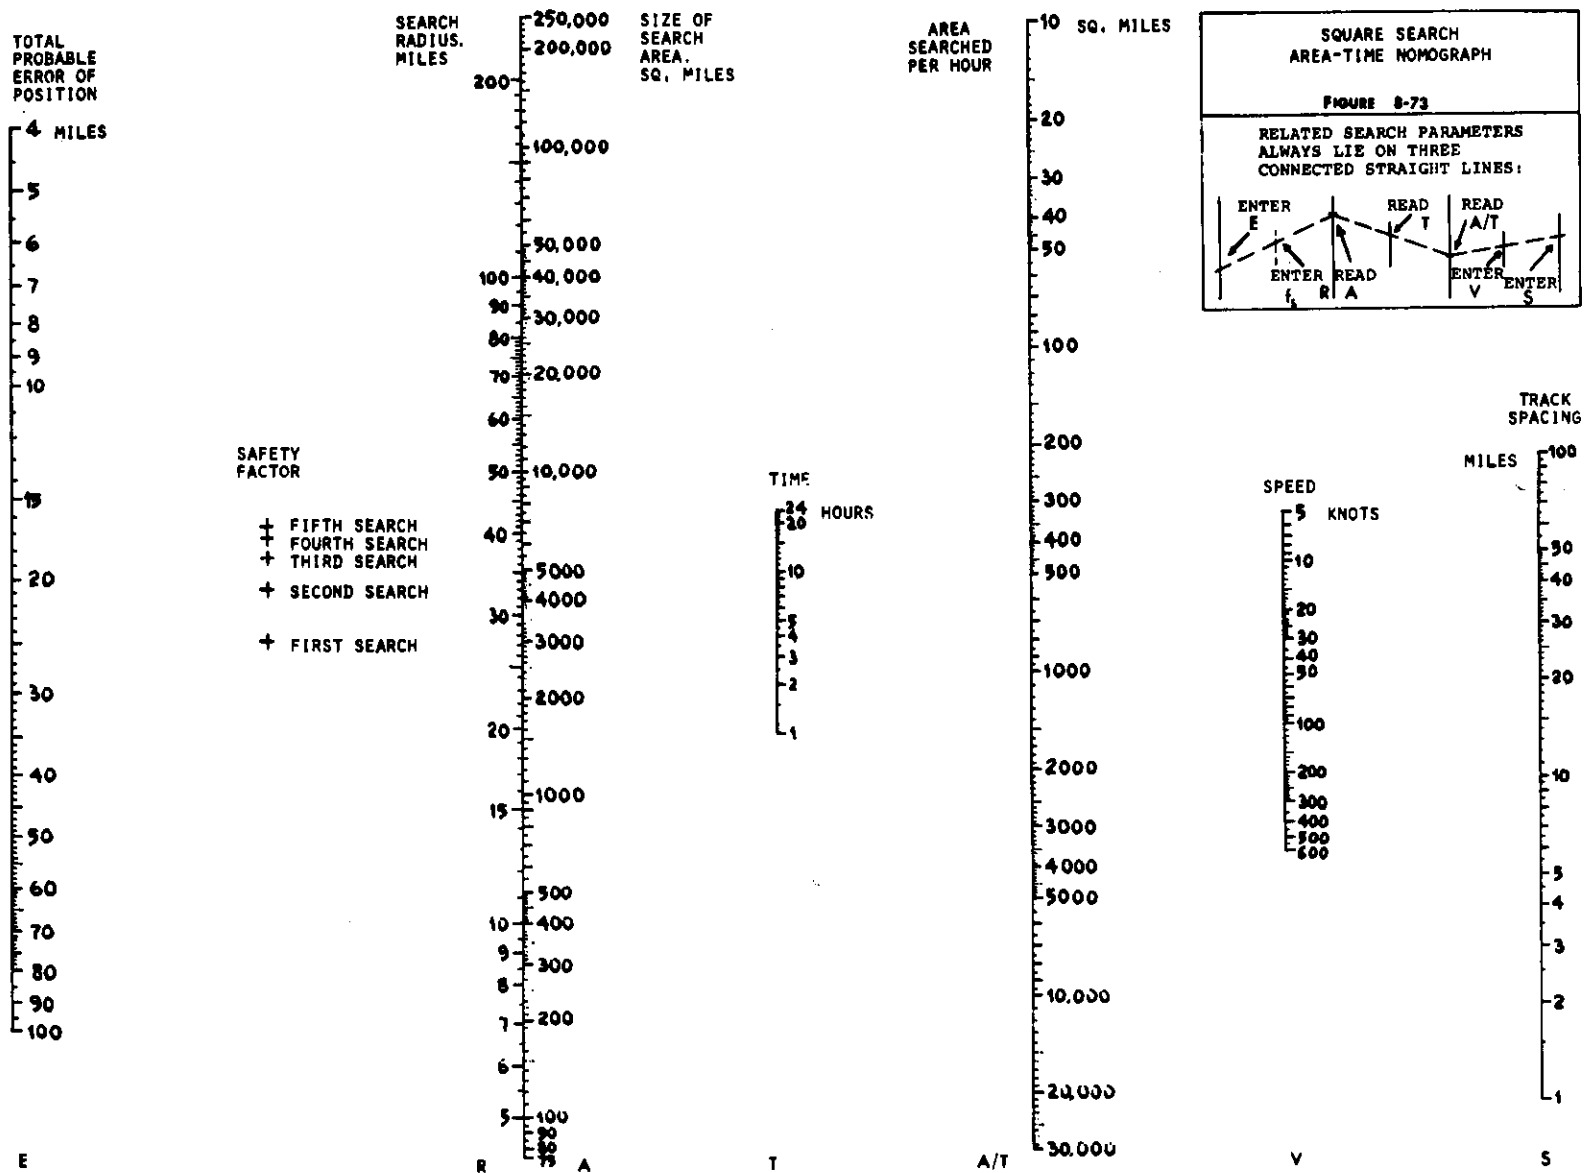 TOTAL
PROBABLE
ERROR OF
POSITION
4 MILES
5
6
7
8
9
10
15
20
30
40
50
60
70
80
90
100
E
SAFETY
FACTOR
+ FIFTH SEARCH
+ FOURTH SEARCH
+ THIRD SEARCH
+ SECOND SEARCH
+ FIRST SEARCH
SEARCH
RADIUS.
MILES
200
100
90
80
70
60
50
40
30
20
15
10
9
8
7
6
5
R
SIZE OF
SEARCH
AREA.
SQ. MILES
250,000
200,000
100,000
50,000
40,000
30,000
20,000
10,000
5000
4000
3000
2000
1000
500
400
300
200
100
90
80
75
A
TIME
24 HOURS
20
10
5
4
3
2
1
T
AREA
SEARCHED
PER HOUR
10 SQ. MILES
20
30
40
50
100
200
300
400
500
1000
2000
3000
4000
5000
10,000
20,000
30,000
A/T
SQUARE SEARCH
AREA-TIME NOMOGRAPH
FIGURE 8-73
RELATED SEARCH PARAMETERS
ALWAYS LIE ON THREE
CONNECTED STRAIGHT LINES:
ENTER
E
READ
T
READ
A/T
ENTER
fs
READ
R A
ENTER
V
ENTER
S
SPEED
5 KNOTS
10
20
30
40
50
100
200
300
400
500
600
V
TRACK
SPACING
MILES
100
50
40
30
20
10
5
4
3
2
1
S